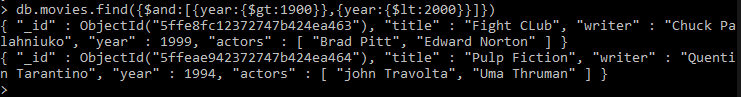 > db.movies.find({$and:[{year:{$gt:1900}},{year:{$lt:2000}}]})
{ "_id" : ObjectId("5ffe8fc12372747b424ea463"), "title" : "Fight CLub", "writer" : "Chuck Pa
lahniuko", "year" : 1999, "actors" : [ "Brad Pitt", "Edward Norton" ] }
{ "_id" : ObjectId("5ffeae942372747b424ea464"), "title" : "Pulp Fiction", "writer" : "Quenti
n Tarantino", "year" : 1994, "actors" : [ "john Travolta", "Uma Thruman" ] }
>